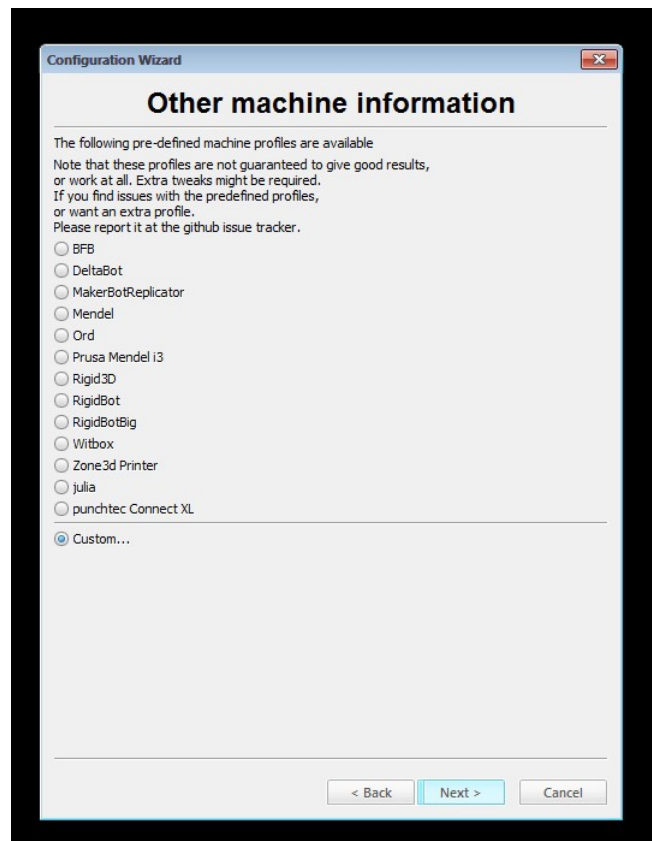 Configuration Wizard
Other machine information
The following pre-defined machine profiles are available
Note that these profiles are not guaranteed to give good results,
or work at all. Extra tweaks might be required.
If you find issues with the predefined profiles,
or want an extra profile.
Please report it at the github issue tracker.
BFB
DeltaBot
MakerBotReplicator
Mendel
Ord
Prusa Mendel i3
Rigid3D
RigidBot
RigidBotBig
Witbox
Zone3d Printer
julia
punchtec Connect XL
Custom...
< Back Next > Cancel